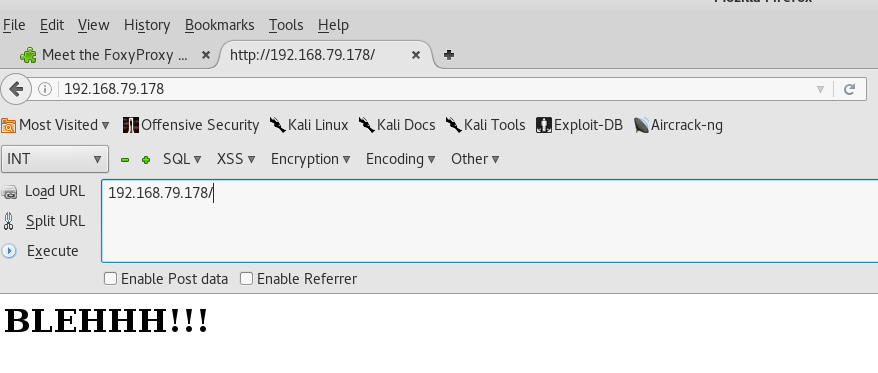 Mozilla Firefox
File Edit View History Bookmarks Tools Help
Meet the FoxyProxy ... http://192.168.79.178/
192.168.79.178
Most Visited Offensive Security Kali Linux Kali Docs Kali Tools Exploit-DB Aircrack-ng
INT SQL XSS Encryption Encoding Other
Load URL 192.168.79.178/
Split URL
Execute
Enable Post data Enable Referrer
BLEHHH!!!